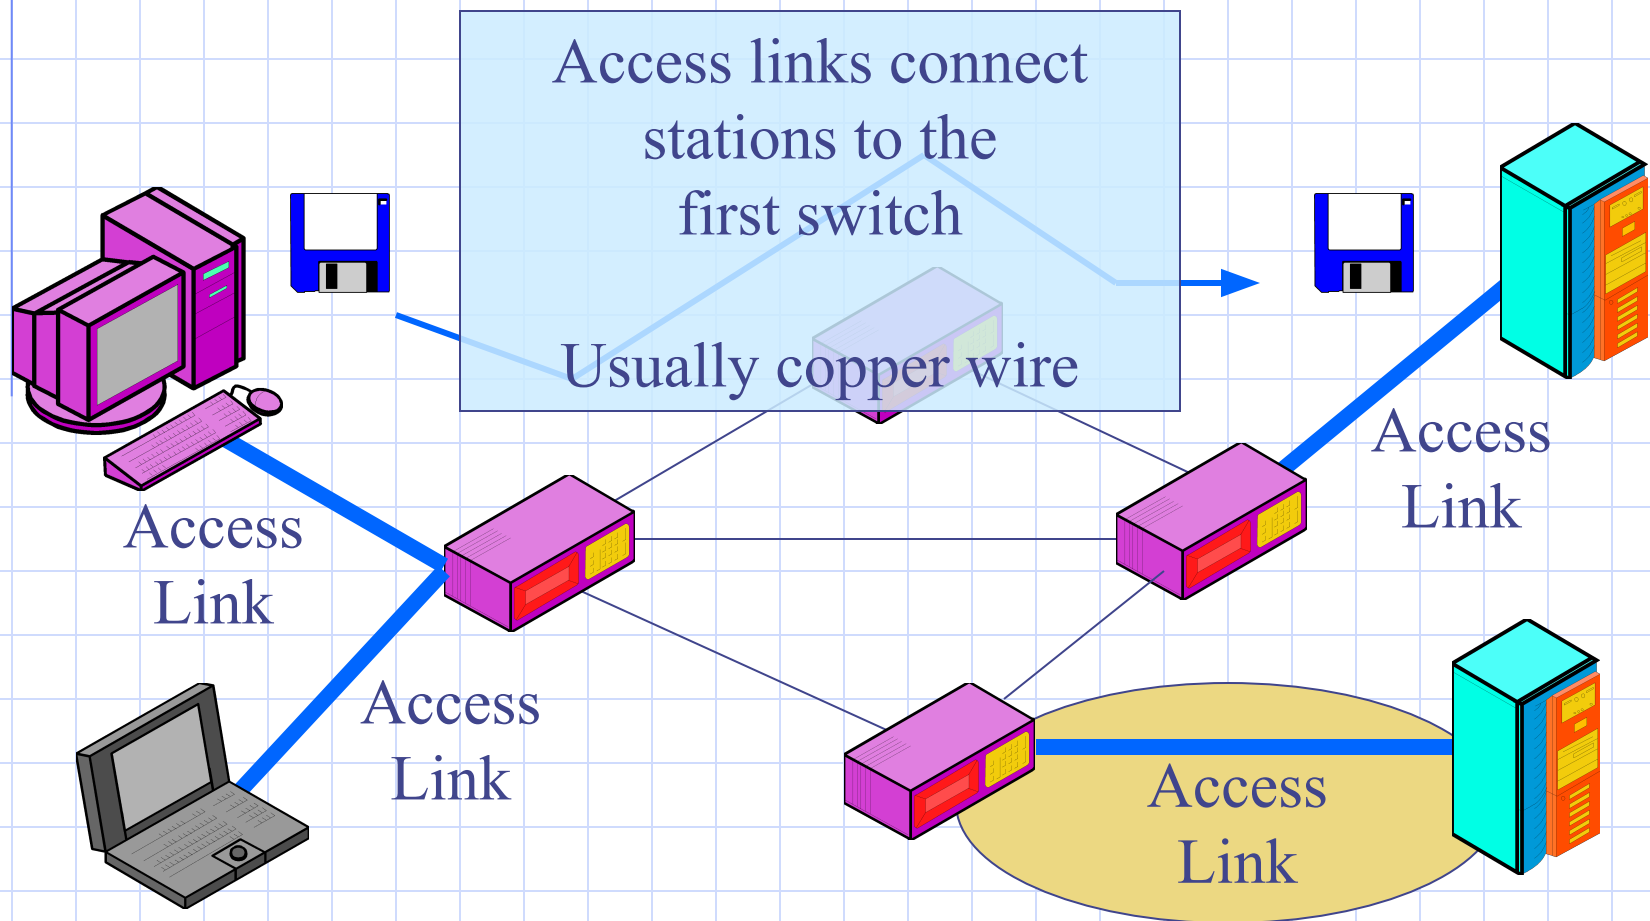 Access links connect
stations to the
first switch
Usually copper wire
Access
Link
Access
Link
Access
Link
Access
Link